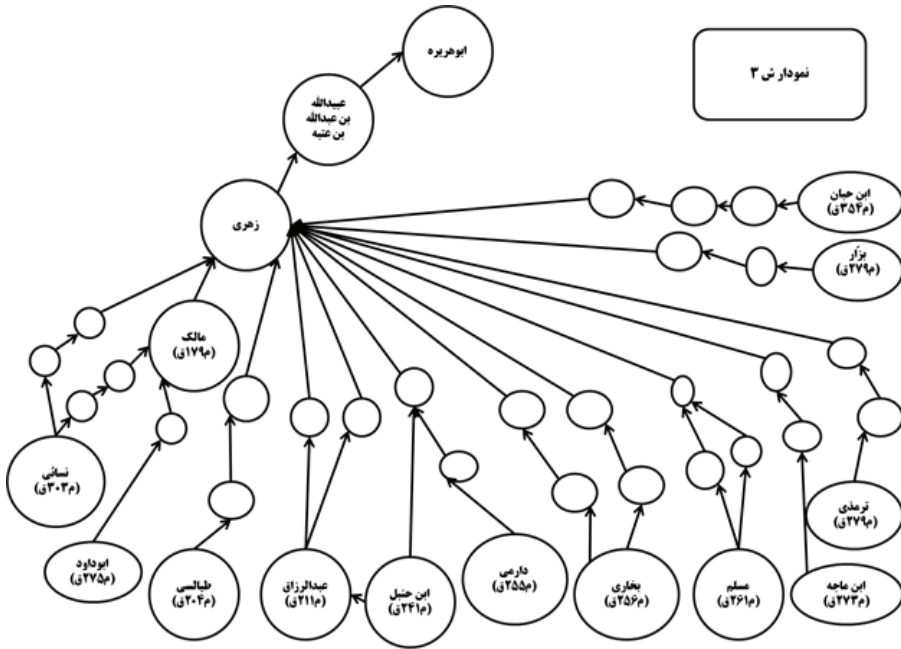 نمودار ش ۳
ابوهریره
عبیدالله
بن عبدالله
بن عتبه
زهری
ابن حبان
(م۳۵۴ق)
بزّار
(م۲۷۹ق)
مالک
(م۱۷۹ق)
نسائی
(م۳۰۳ق)
ابوداود
(م۲۷۵ق)
طیالسی
(م۲۰۴ق)
عبدالرزاق
(م۲۱۱ق)
ابن حنبل
(م۲۴۱ق)
دارمی
(م۲۵۵ق)
بخاری
(م۲۵۶ق)
مسلم
(م۲۶۱ق)
ابن ماجه
(م۲۷۳ق)
ترمذی
(م۲۷۹ق)